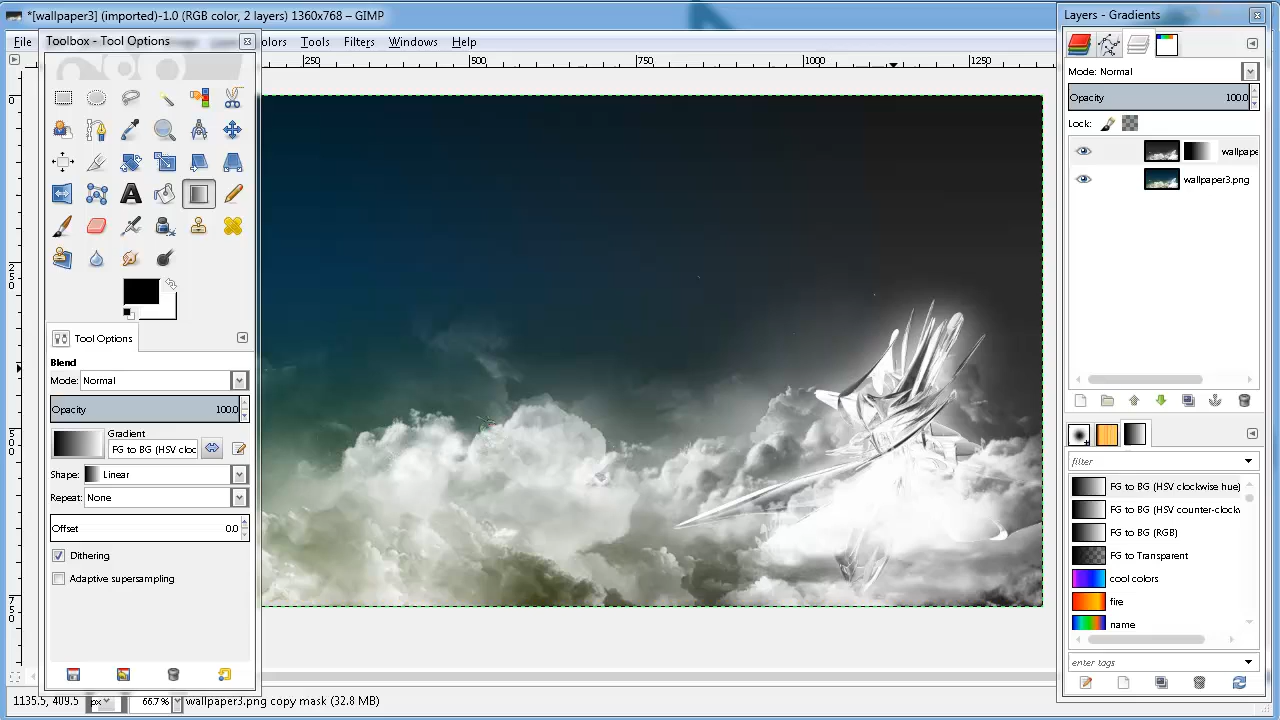 *[wallpaper3] (imported)-1.0 (RGB color, 2 layers) 1360x768 – GIMP
File
olors Tools Filters Windows Help
Toolbox - Tool Options
250 500 750 1000 1250
0
250
500
750
Tool Options
Blend
Mode: Normal
Opacity 100.0
Gradient
FG to BG (HSV cloc
Shape: Linear
Repeat: None
Offset 0.0
Dithering
Adaptive supersampling
1135.5, 409.5 px 66.7% wallpaper3.png copy mask (32.8 MB)
Layers - Gradients
Mode: Normal
Opacity 100.0
Lock:
wallpape
wallpaper3.png
filter
FG to BG (HSV clockwise hue)
FG to BG (HSV counter-clock
FG to BG (RGB)
FG to Transparent
cool colors
fire
name
enter tags